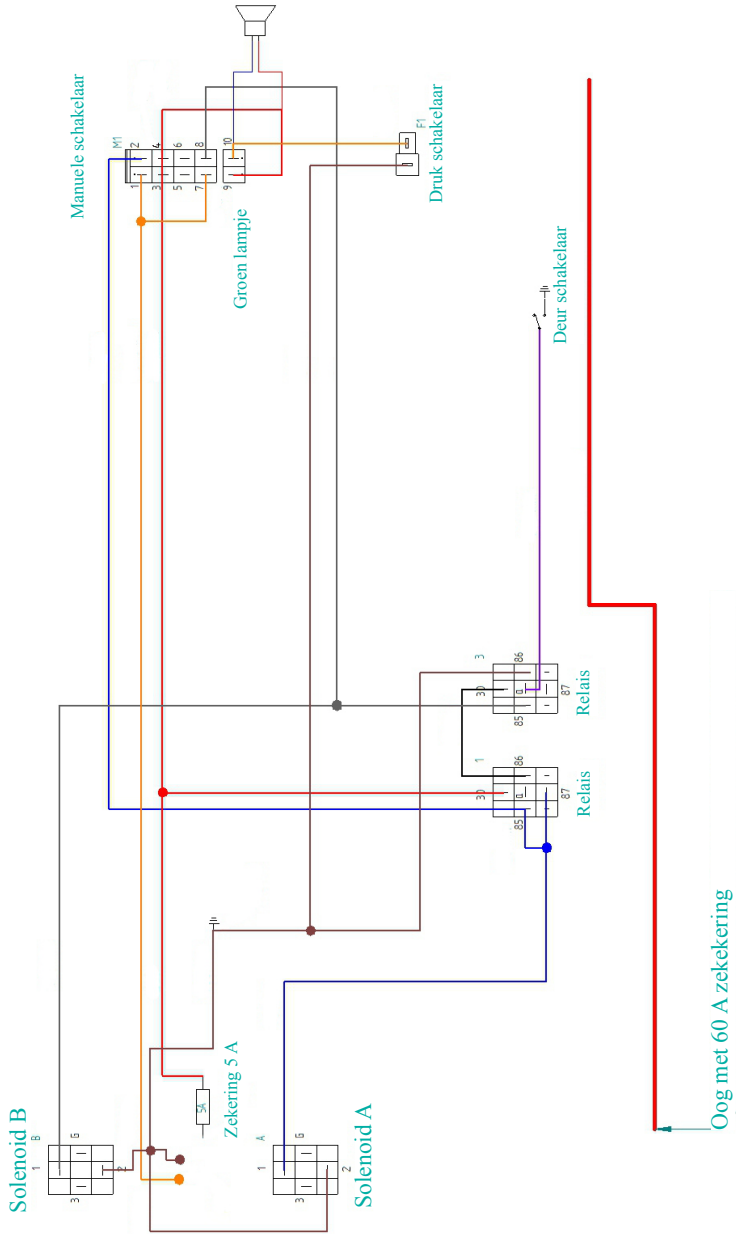 Manuele schakelaar
M1
2
4
6
8
1
3
5
7
10
9
Groen lampje
F1
Druk schakelaar
Deur schakelaar
3
30
86
85
87
Relais
1
30
86
85
87
Relais
Zekering 5 A
5A
Solenoid B
B
1
G
3
2
Solenoid A
A
1
G
3
2
Oog met 60 A zekekering